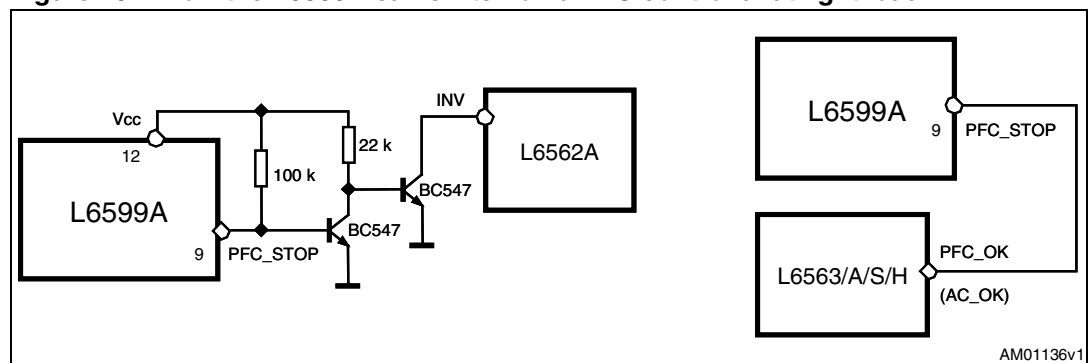 Vcc
12
100 k
22 k
L6599A
9
PFC_STOP
BC547
BC547
INV
L6562A
L6599A
9
PFC_STOP
L6563/A/S/H
PFC_OK
(AC_OK)
AM01136v1